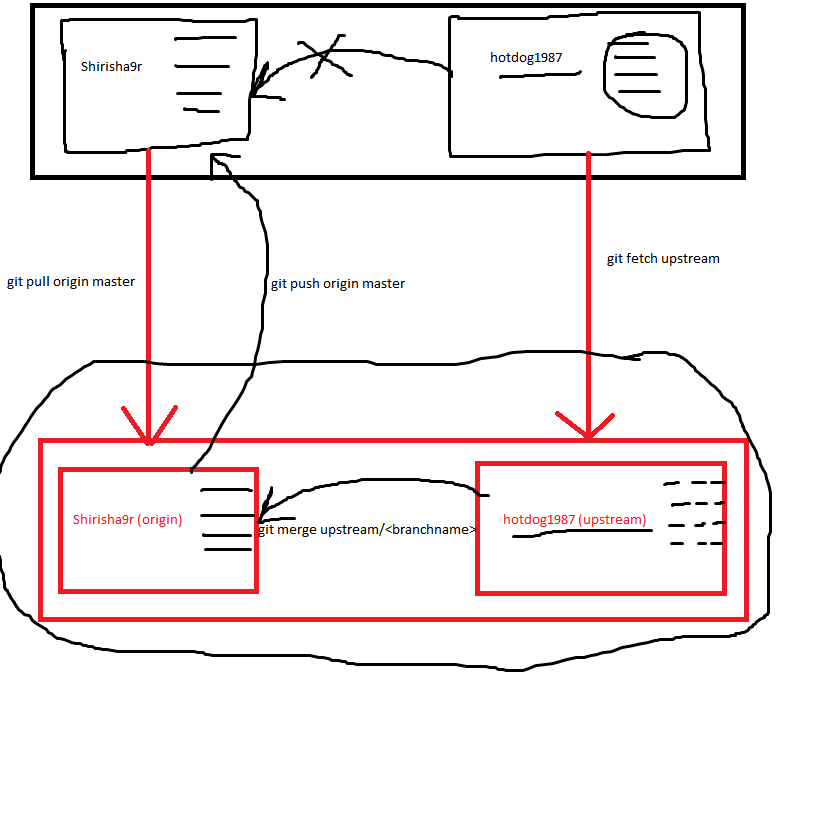 Shirisha9r
hotdog1987
git pull origin master
git push origin master
git fetch upstream
Shirisha9r (origin)
git merge upstream/<branchname>
hotdog1987 (upstream)